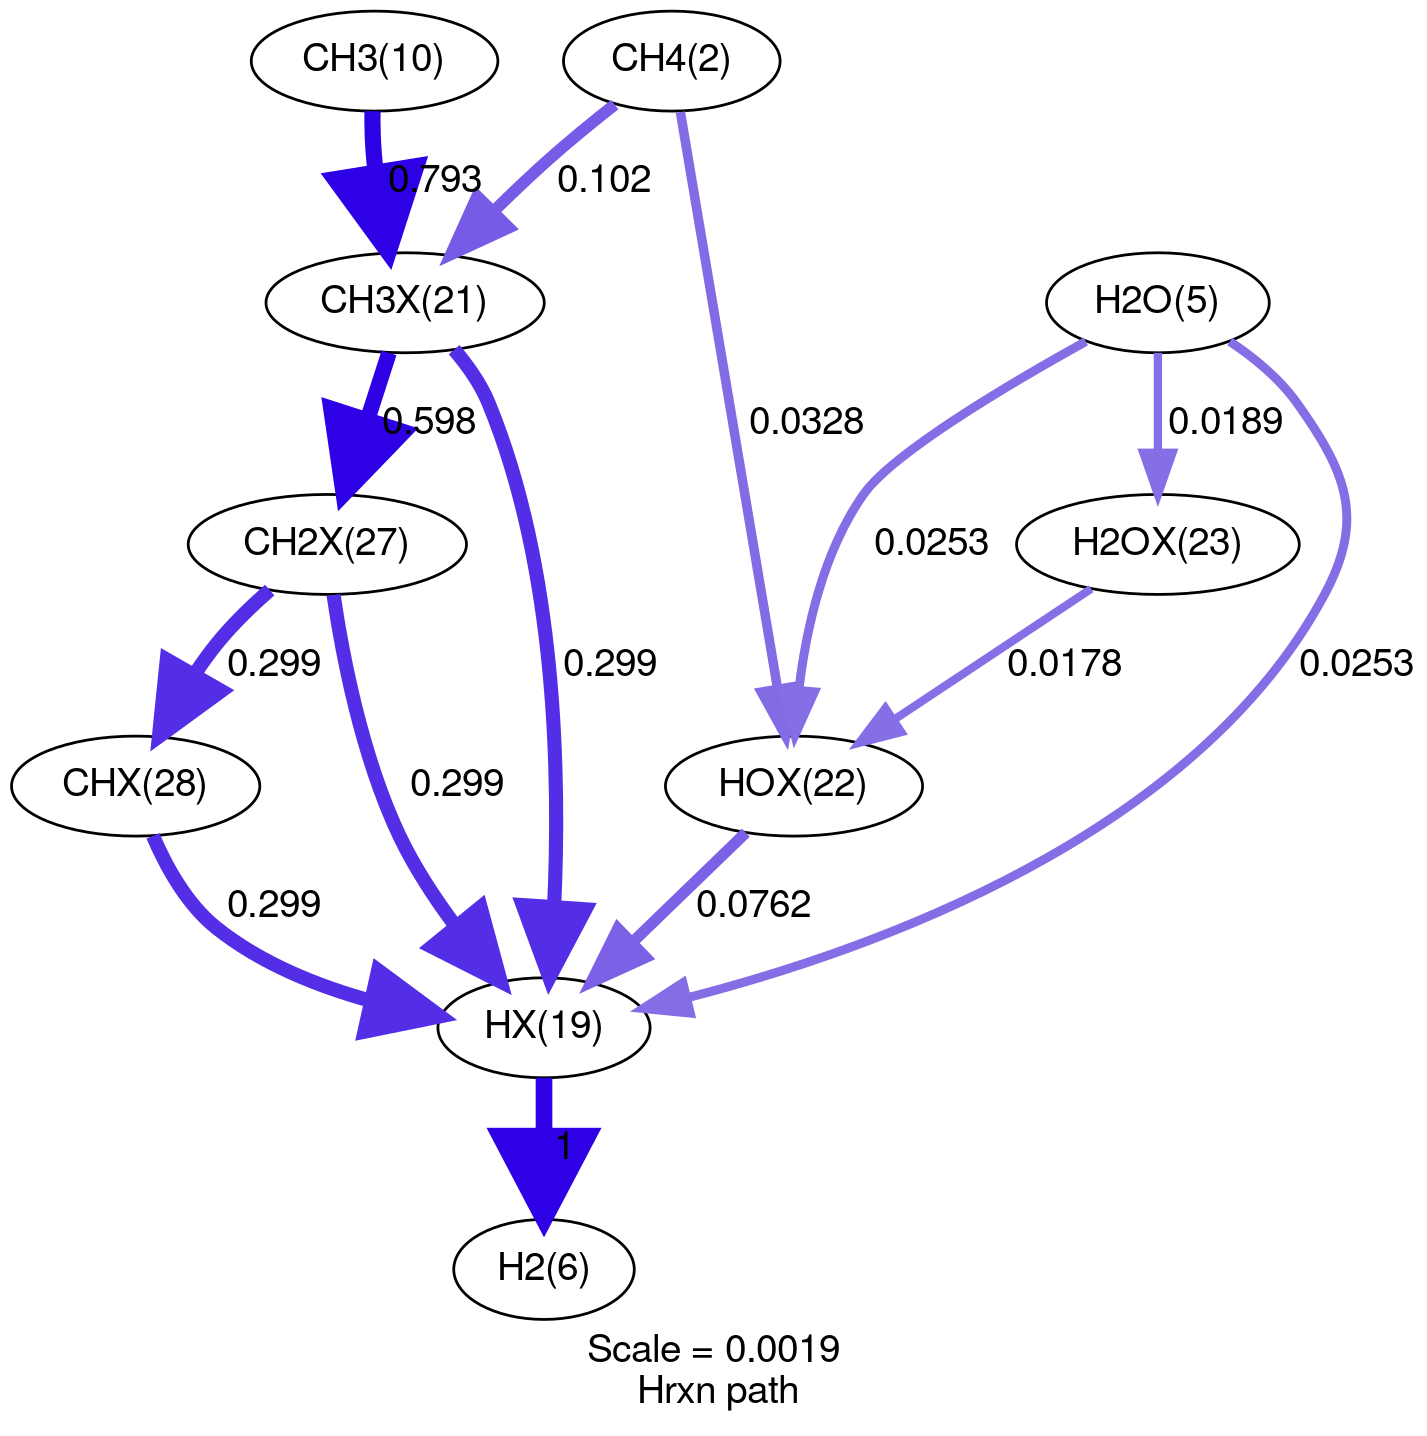 CH3(10)
CH4(2)
0.793
0.102
CH3X(21)
H2O(5)
0.598
0.0328
0.0189
CH2X(27)
0.0253
H2OX(23)
0.299
0.299
0.0178
0.0253
0.299
CHX(28)
HOX(22)
0.299
0.0762
HX(19)
1
H2(6)
Scale = 0.0019
Hrxn path